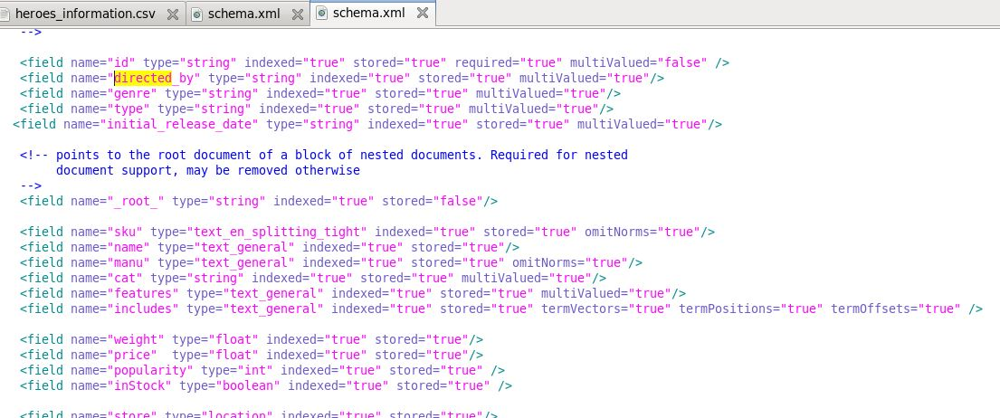 heroes_information.csv
schema.xml
schema.xml
-->
<field name="id" type="string" indexed="true" stored="true" required="true" multiValued="false" />
<field name="directed_by" type="string" indexed="true" stored="true" multiValued="true"/>
<field name="genre" type="string" indexed="true" stored="true" multiValued="true"/>
<field name="type" type="string" indexed="true" stored="true" multiValued="true"/>
<field name="initial_release_date" type="string" indexed="true" stored="true" multiValued="true"/>
<!-- points to the root document of a block of nested documents. Required for nested
document support, may be removed otherwise
-->
<field name="_root_" type="string" indexed="true" stored="false"/>
<field name="sku" type="text_en_splitting_tight" indexed="true" stored="true" omitNorms="true"/>
<field name="name" type="text_general" indexed="true" stored="true"/>
<field name="manu" type="text_general" indexed="true" stored="true" omitNorms="true"/>
<field name="cat" type="string" indexed="true" stored="true" multiValued="true"/>
<field name="features" type="text_general" indexed="true" stored="true" multiValued="true"/>
<field name="includes" type="text_general" indexed="true" stored="true" termVectors="true" termPositions="true" termOffsets="true" />
<field name="weight" type="float" indexed="true" stored="true"/>
<field name="price"  type="float" indexed="true" stored="true"/>
<field name="popularity" type="int" indexed="true" stored="true" />
<field name="inStock" type="boolean" indexed="true" stored="true" />
<field name="store" type="location" indexed="true" stored="true"/>